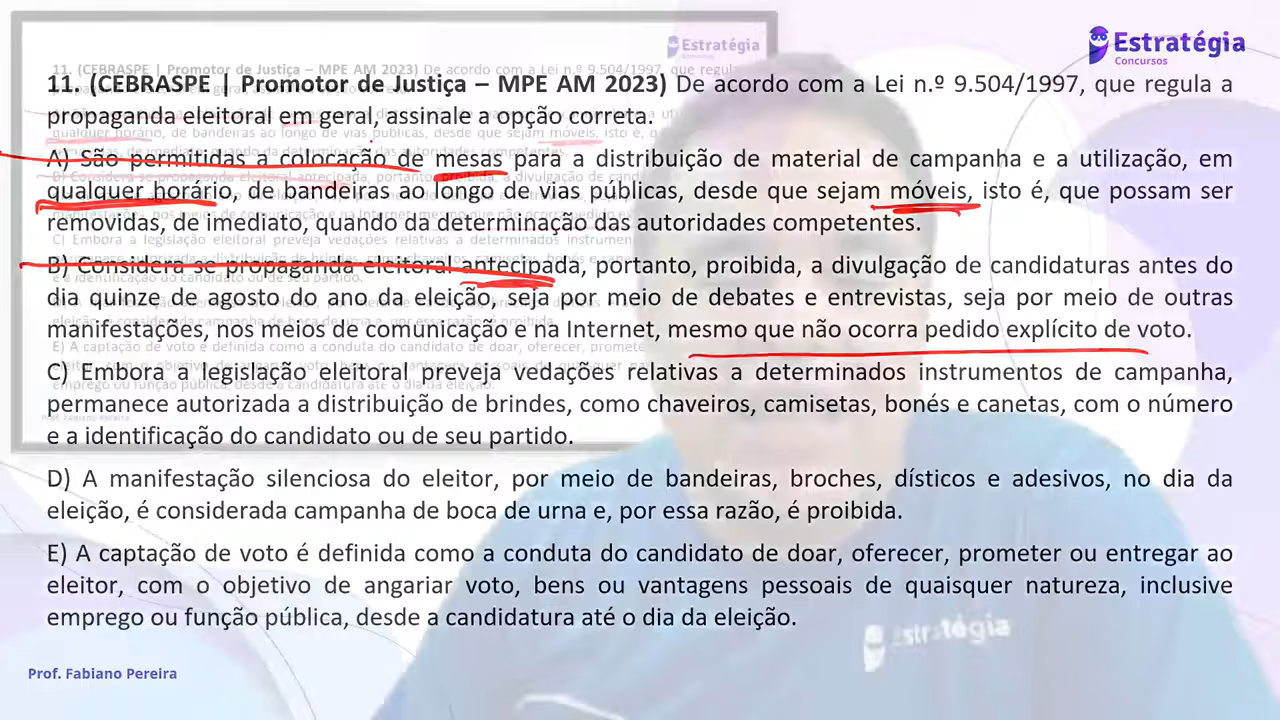 Estratégia
Concursos
11. (CEBRASPE | Promotor de Justiça – MPE AM 2023) De acordo com a Lei n.º 9.504/1997, que regula a
propaganda eleitoral em geral, assinale a opção correta.
A) São permitidas a colocação de mesas para a distribuição de material de campanha e a utilização, em
qualquer horário, de bandeiras ao longo de vias públicas, desde que sejam móveis, isto é, que possam ser
removidas, de imediato, quando da determinação das autoridades competentes.
B) Considera-se propaganda eleitoral antecipada, portanto, proibida, a divulgação de candidaturas antes do
dia quinze de agosto do ano da eleição, seja por meio de debates e entrevistas, seja por meio de outras
manifestações, nos meios de comunicação e na Internet, mesmo que não ocorra pedido explícito de voto.
C) Embora a legislação eleitoral preveja vedações relativas a determinados instrumentos de campanha,
permanece autorizada a distribuição de brindes, como chaveiros, camisetas, bonés e canetas, com o número
e a identificação do candidato ou de seu partido.
D) A manifestação silenciosa do eleitor, por meio de bandeiras, broches, dísticos e adesivos, no dia da
eleição, é considerada campanha de boca de urna e, por essa razão, é proibida.
E) A captação de voto é definida como a conduta do candidato de doar, oferecer, prometer ou entregar ao
eleitor, com o objetivo de angariar voto, bens ou vantagens pessoais de quaisquer natureza, inclusive
emprego ou função pública, desde a candidatura até o dia da eleição.
Estratégia
Prof. Fabiano Pereira